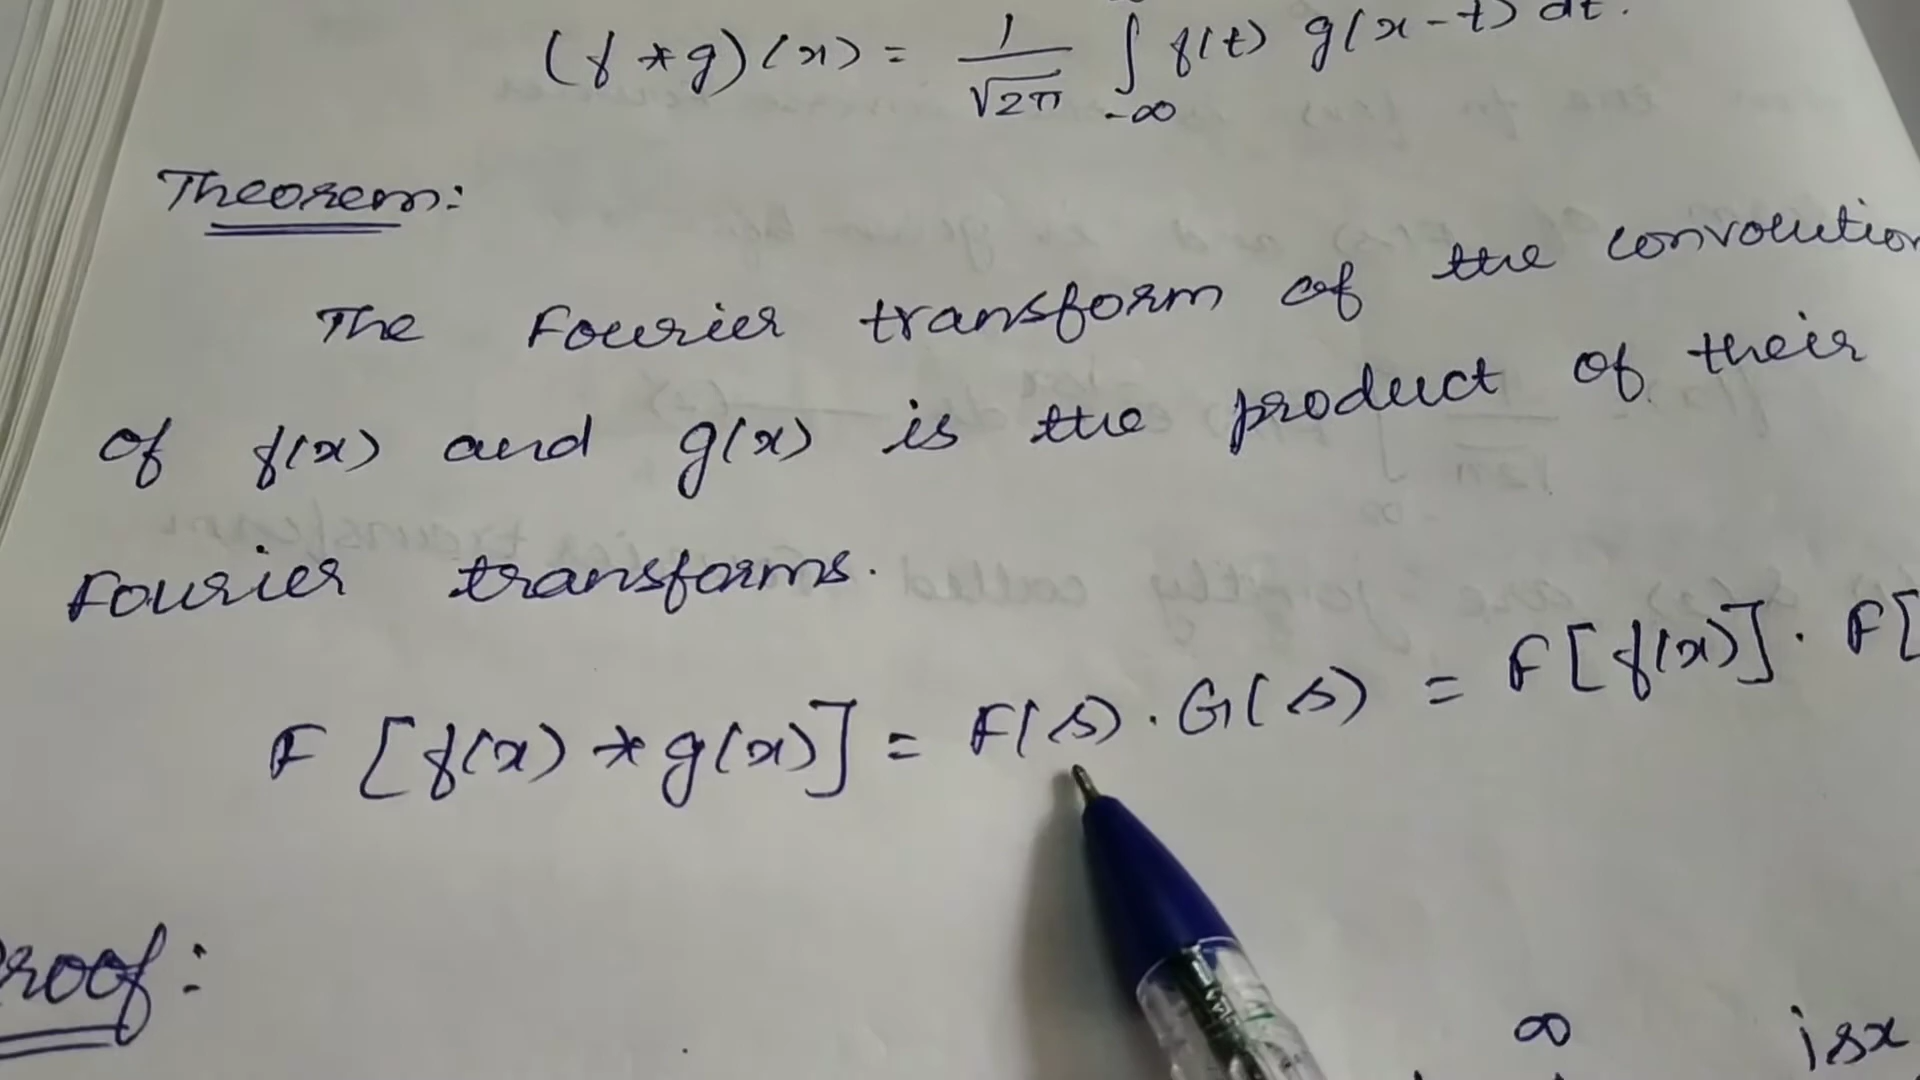 (f * g)(x) = 1/√2π ∫ -∞ f(t) g(x-t) dt.
Theorem:
The Fourier transform of the convolution
of f(x) and g(x) is the product of their
Fourier transforms.
F [f(x) * g(x)] = F(s) . G(s) = F[f(x)] . F[
Proof:
∞ isx